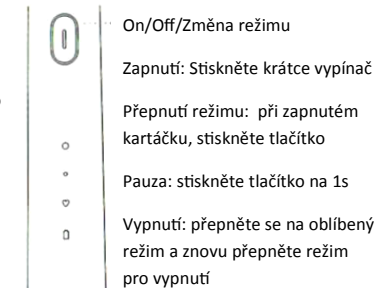 On/Off/Změna režimu
Zapnutí: Stiskněte krátce vypínač
Přepnutí režimu:  při zapnutém
kartáčku, stiskněte tlačítko
Pauza: stiskněte tlačítko na 1s
Vypnutí: přepněte se na oblíbený
režim a znovu přepněte režim
pro vypnutí